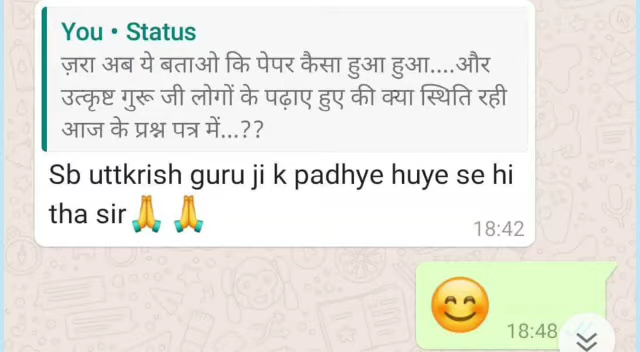 You • Status
ज़रा अब ये बताओ कि पेपर कैसा हुआ हुआ....और
उत्कृष्ट गुरू जी लोगों के पढ़ाए हुए की क्या स्थिति रही
आज के प्रश्न पत्र में...??
Sb uttkrish guru ji k padhye huye se hi
tha sir🙏 🙏
18:42
😊
18:48